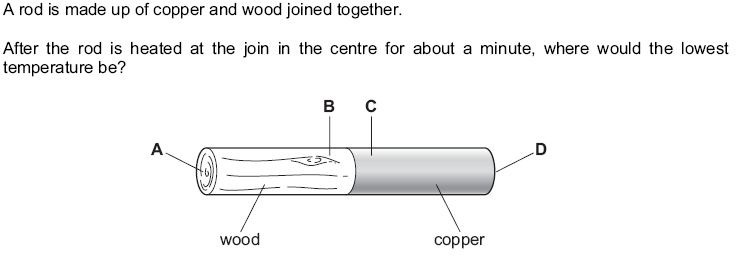 A rod is made up of copper and wood joined together.
After the rod is heated at the join in the centre for about a minute, where would the lowest
temperature be?
B C
A D
wood copper